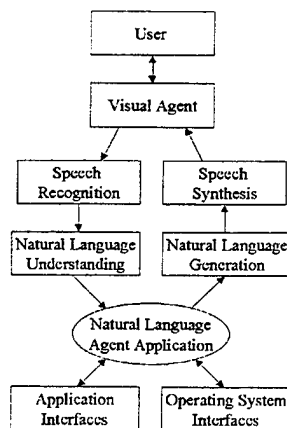 User
Visual Agent
Speech
Recognition
Speech
Synthesis
Natural Language
Understanding
Natural Language
Generation
Natural Language
Agent Application
Application
Interfaces
Operating System
Interfaces